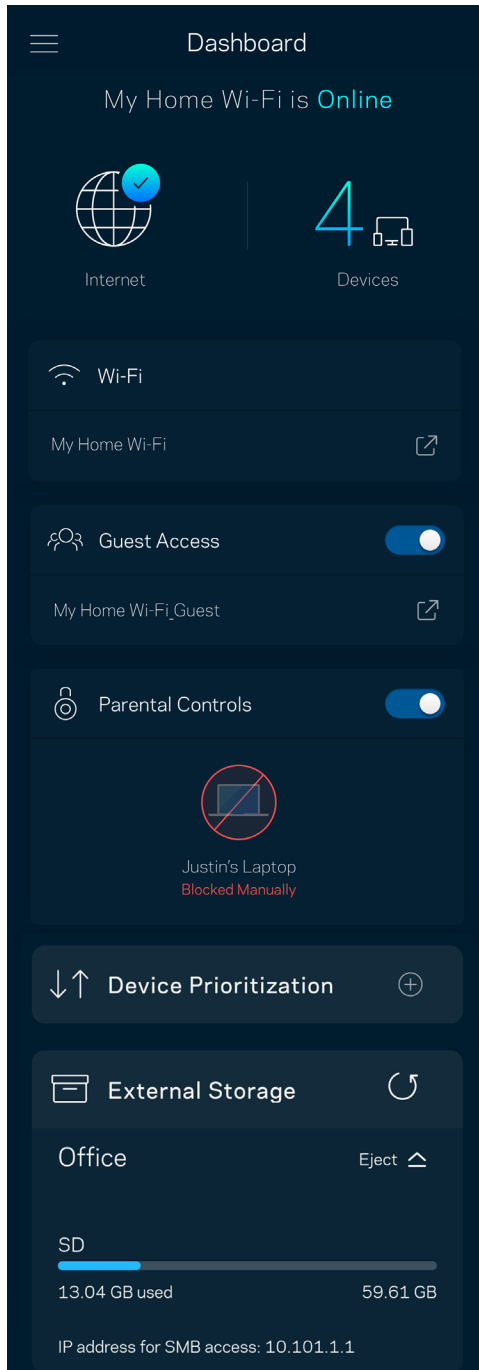 Dashboard
My Home Wi-Fi is Online
4
Internet
Devices
Wi-Fi
My Home Wi-Fi
Guest Access
My Home Wi-Fi_Guest
Parental Controls
Justin's Laptop
Blocked Manually
Device Prioritization
External Storage
Office
Eject
SD
13.04 GB used
59.61 GB
IP address for SMB access: 10.101.1.1